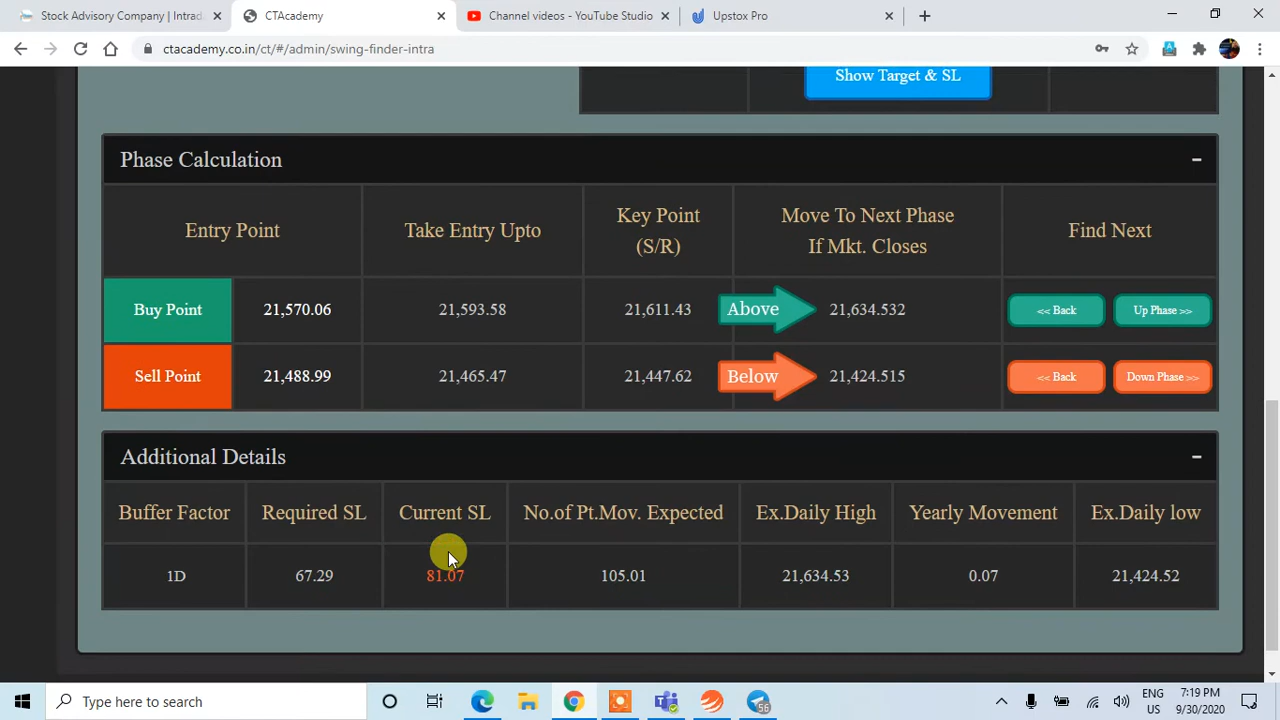 Stock Advisory Company | Intrad
CTAcademy
Channel videos - YouTube Studio
Upstox Pro
ctacademy.co.in/ct/#/admin/swing-finder-intra
Show Target & SL
Phase Calculation
Entry Point
Take Entry Upto
Key Point
(S/R)
Move To Next Phase
If Mkt. Closes
Find Next
Buy Point
21,570.06
21,593.58
21,611.43
Above
21,634.532
<< Back
Up Phase >>
Sell Point
21,488.99
21,465.47
21,447.62
Below
21,424.515
<< Back
Down Phase >>
Additional Details
Buffer Factor
Required SL
Current SL
No.of Pt.Mov. Expected
Ex.Daily High
Yearly Movement
Ex.Daily low
1D
67.29
81.07
105.01
21,634.53
0.07
21,424.52
Type here to search
56
ENG
US
7:19 PM
9/30/2020